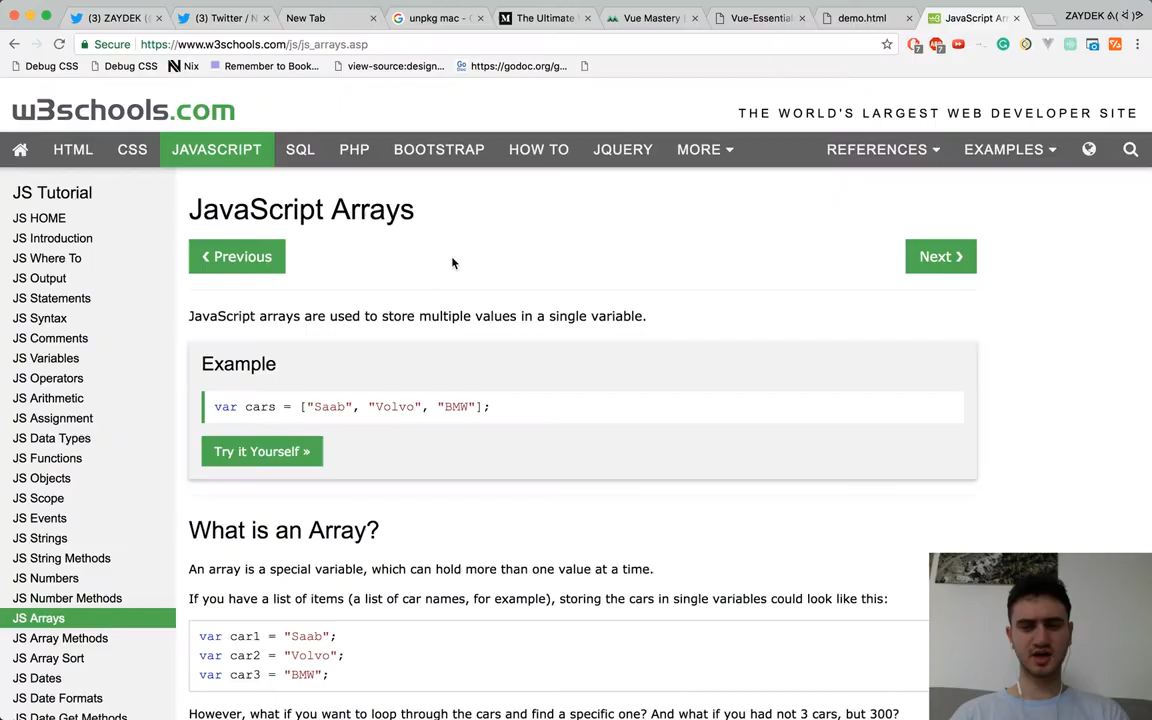 (3) ZAYDEK (
(3) Twitter / N
New Tab
unpkg mac - G
The Ultimate
Vue Mastery |
Vue-Essential
demo.html
JavaScript Arr
Secure
https://www.w3schools.com/js/js_arrays.asp
Debug CSS
Debug CSS
Nix
Remember to Book...
view-source:design...
https://godoc.org/g...
w3schools.com
THE WORLD'S LARGEST WEB DEVELOPER SITE
HTML
CSS
JAVASCRIPT
SQL
PHP
BOOTSTRAP
HOW TO
JQUERY
MORE
REFERENCES
EXAMPLES
JS Tutorial
JS HOME
JS Introduction
JS Where To
JS Output
JS Statements
JS Syntax
JS Comments
JS Variables
JS Operators
JS Arithmetic
JS Assignment
JS Data Types
JS Functions
JS Objects
JS Scope
JS Events
JS Strings
JS String Methods
JS Numbers
JS Number Methods
JS Arrays
JS Array Methods
JS Array Sort
JS Dates
JS Date Formats
JS Date Get Methods
JavaScript Arrays
❮ Previous
Next ❯
JavaScript arrays are used to store multiple values in a single variable.
Example
var cars = ["Saab", "Volvo", "BMW"];
Try it Yourself »
What is an Array?
An array is a special variable, which can hold more than one value at a time.
If you have a list of items (a list of car names, for example), storing the cars in single variables could look like this:
var car1 = "Saab";
var car2 = "Volvo";
var car3 = "BMW";
However, what if you want to loop through the cars and find a specific one? And what if you had not 3 cars, but 300?